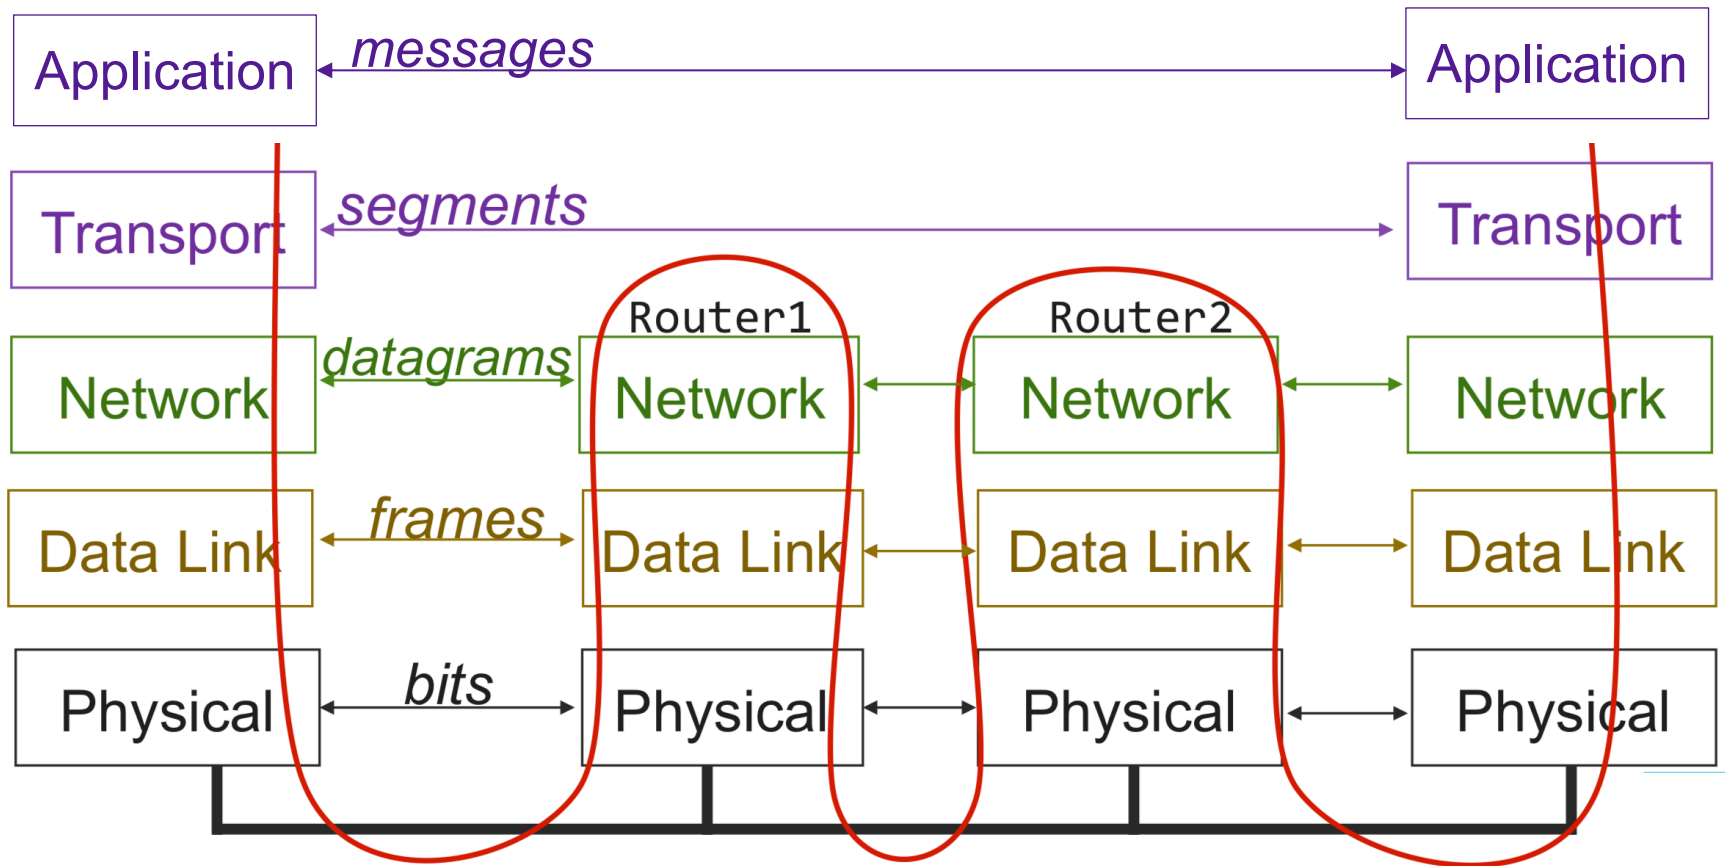 Application messages Application
Transport segments Transport
Router1 Router2
Network datagrams Network Network Network
Data Link frames Data Link Data Link Data Link
Physical bits Physical Physical Physical